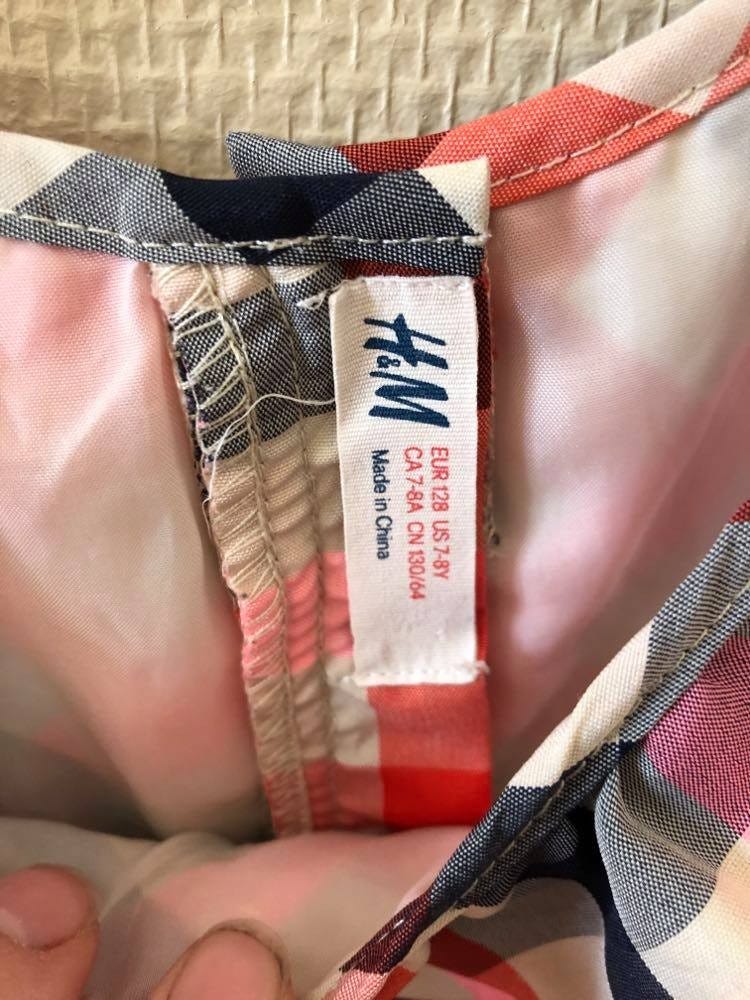 H&M
EUR 128 US 7-8Y
CA 7-8A CN 130/64
Made in China